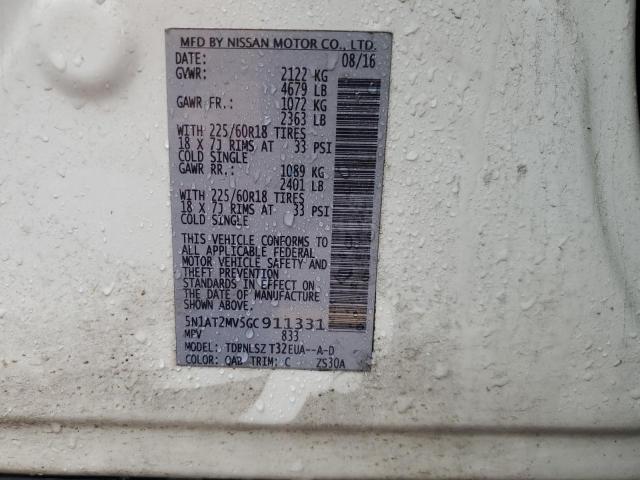 MFD BY NISSAN MOTOR CO., LTD.
DATE: 08/16
GVWR: 2122 KG
4679 LB
GAWR FR.: 1072 KG
2363 LB
WITH 225/60R18 TIRES
18 X 7J RIMS AT 33 PSI
COLD SINGLE
GAWR RR.: 1089 KG
2401 LB
WITH 225/60R18 TIRES
18 X 7J RIMS AT 33 PSI
COLD SINGLE
THIS VEHICLE CONFORMS TO
ALL APPLICABLE FEDERAL
MOTOR VEHICLE SAFETY AND
THEFT PREVENTION
STANDARDS IN EFFECT ON
THE DATE OF MANUFACTURE
SHOWN ABOVE.
5N1AT2MV5GC911331
MPV 833
MODEL: TDBNLSZ T32EUA--A-D
COLOR: QAB TRIM: C ZS30A